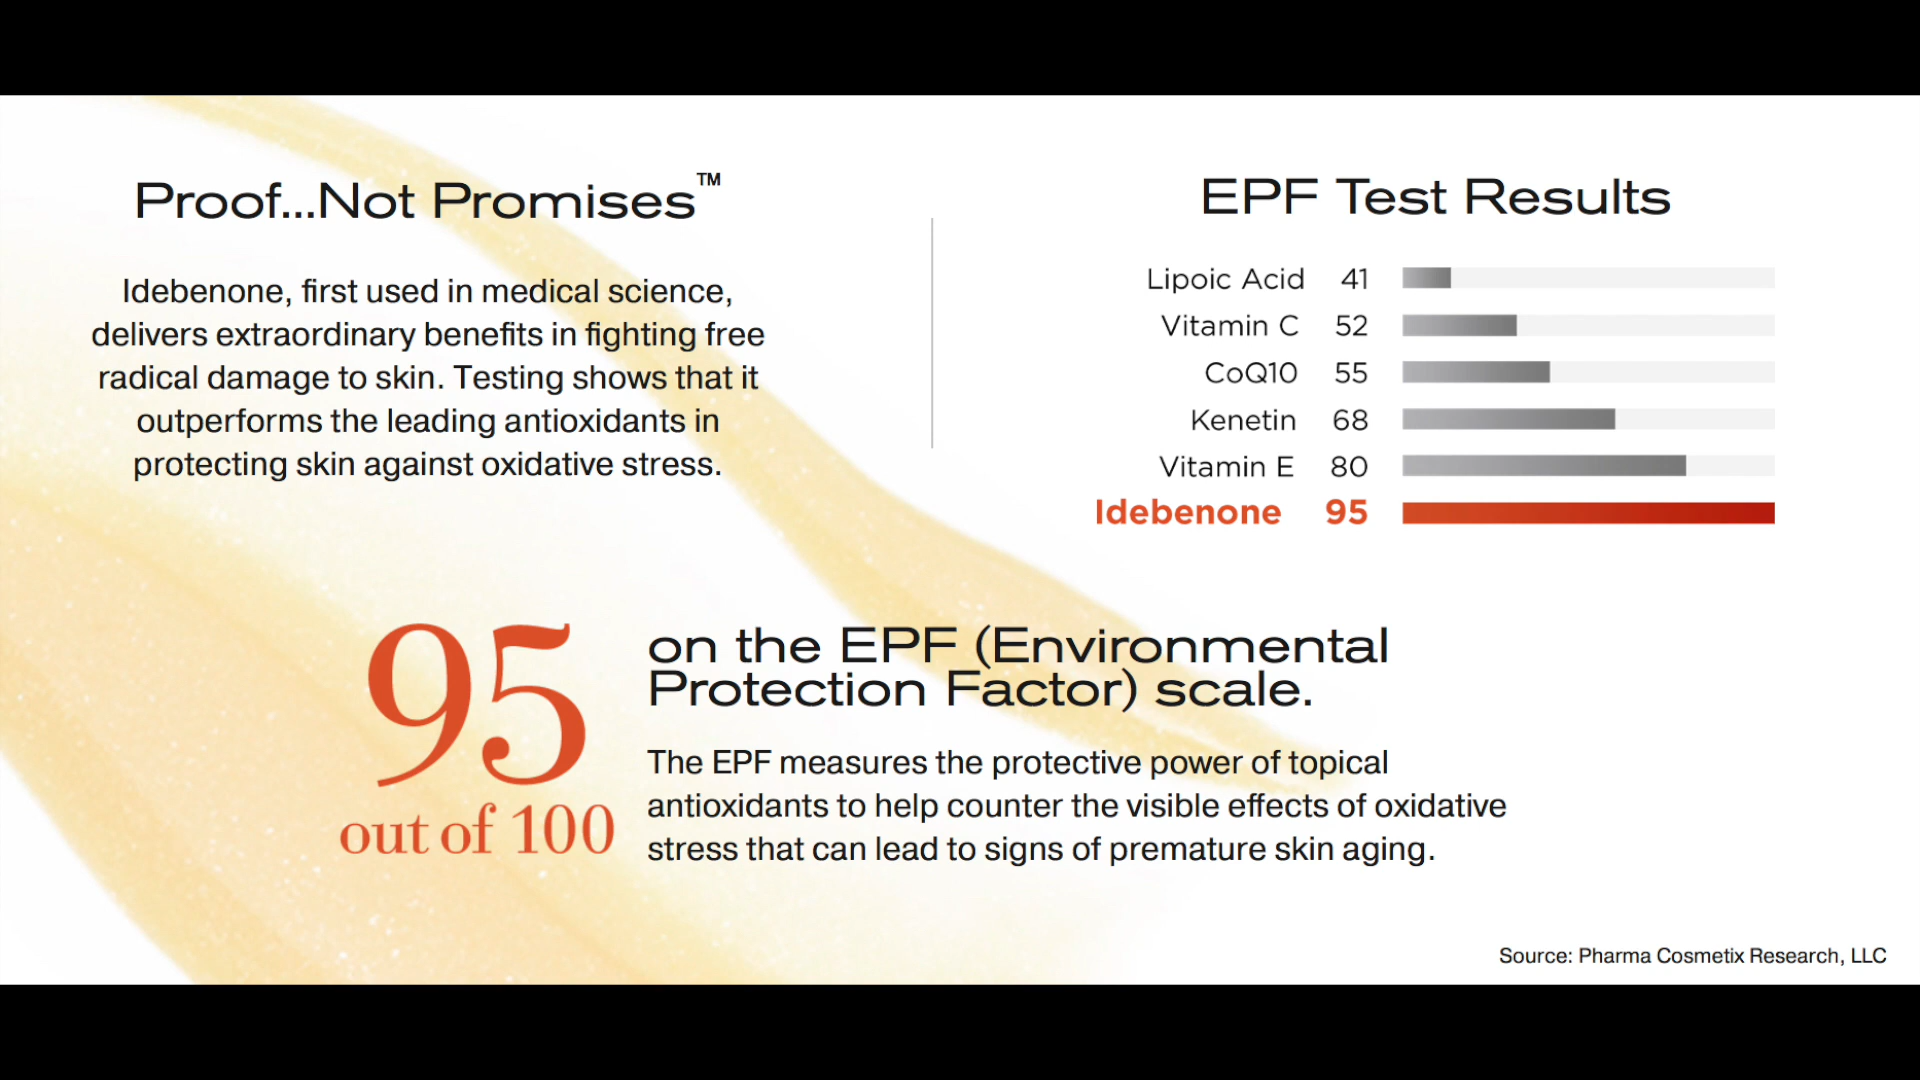 Proof...Not Promises™
Idebenone, first used in medical science,
delivers extraordinary benefits in fighting free
radical damage to skin. Testing shows that it
outperforms the leading antioxidants in
protecting skin against oxidative stress.
EPF Test Results
Lipoic Acid 41
Vitamin C 52
CoQ10 55
Kenetin 68
Vitamin E 80
Idebenone 95
95
out of 100
on the EPF (Environmental
Protection Factor) scale.
The EPF measures the protective power of topical
antioxidants to help counter the visible effects of oxidative
stress that can lead to signs of premature skin aging.
Source: Pharma Cosmetix Research, LLC